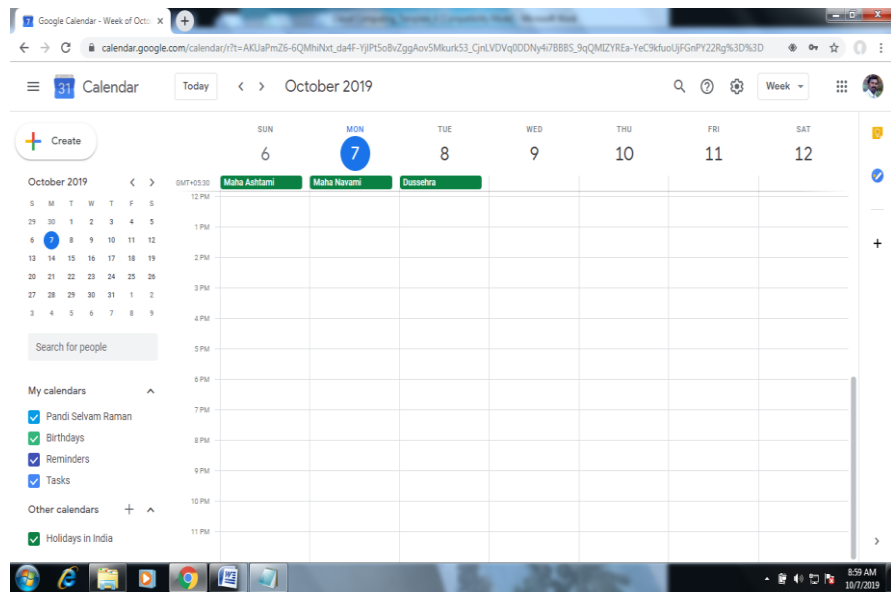 Google Calendar - Week of Octo
calendar.google.com/calendar/r?t=AKUaPmZ6-6QMhiNxt_da4F-YjlPt5o8vZggAov5Mkurk53_CjnLVDVq0DDNy4i7BBBS_9qQMIZYREa-YeC9kfuoUjFGnPY22Rg%3D%3D
31 Calendar Today October 2019 Week
Create
SUN MON TUE WED THU FRI SAT
6 7 8 9 10 11 12
GMT+05:30 Maha Ashtami Maha Navami Dussehra
October 2019
S M T W T F S
29 30 1 2 3 4 5
6 7 8 9 10 11 12
13 14 15 16 17 18 19
20 21 22 23 24 25 26
27 28 29 30 31 1 2
3 4 5 6 7 8 9
Search for people
My calendars
Pandi Selvam Raman
Birthdays
Reminders
Tasks
Other calendars
Holidays in India
12 PM
1 PM
2 PM
3 PM
4 PM
5 PM
6 PM
7 PM
8 PM
9 PM
10 PM
11 PM
8:59 AM
10/7/2019